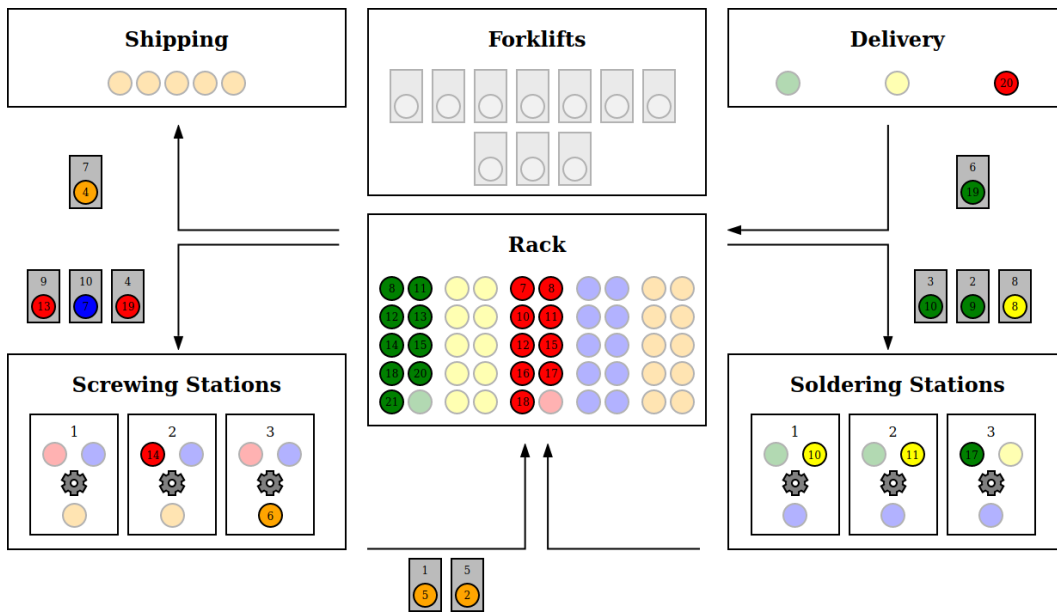 Shipping
Forklifts
Delivery
20
7
4
6
19
Rack
9 10 4
13 7 19
8 11 7 8
12 13 10 11
14 15 12 15
18 20 16 17
21 18
3 2 8
10 9 8
Screwing Stations
1 2 3
14
6
Soldering Stations
1 2 3
10 11 17
1 5
5 2